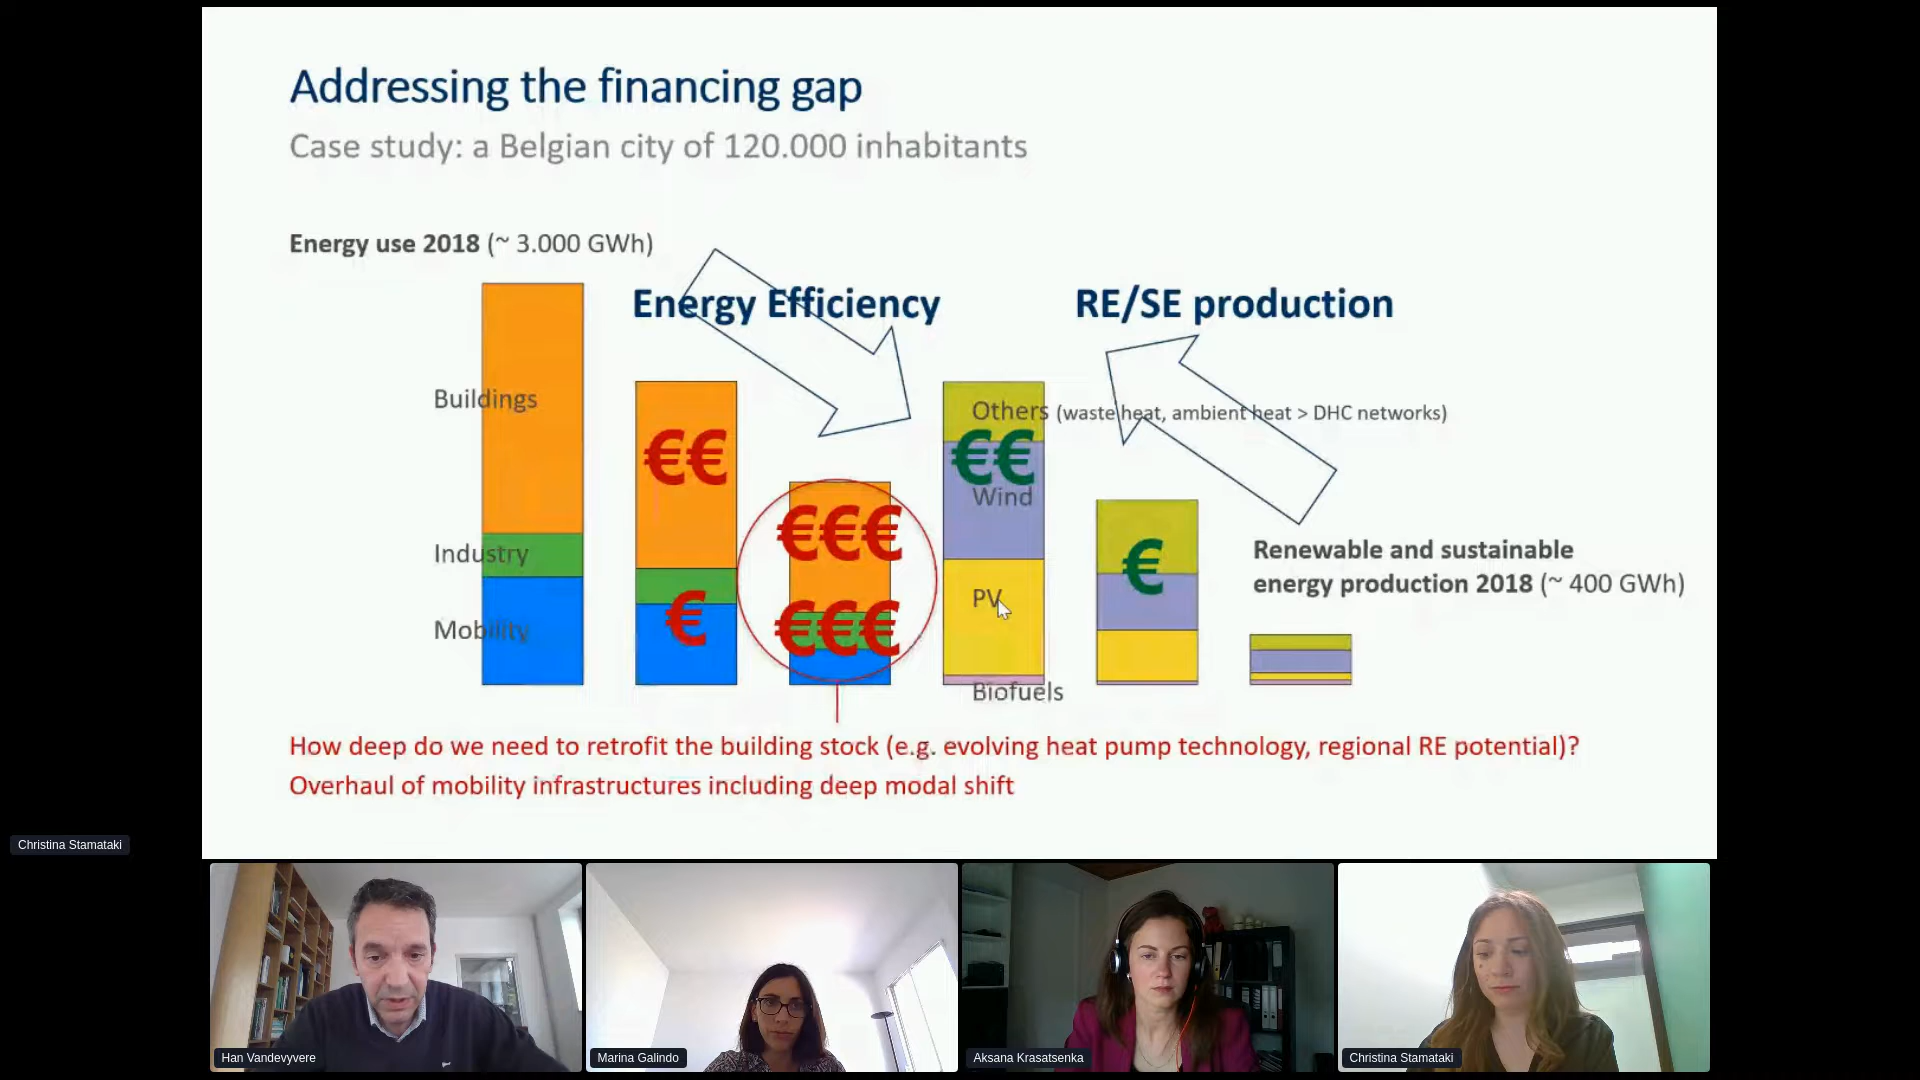 Addressing the financing gap
Case study: a Belgian city of 120.000 inhabitants
Energy use 2018 (~ 3.000 GWh)
Energy Efficiency
RE/SE production
Buildings
Others (waste heat, ambient heat > DHC networks)
€€
€€
Wind
€€€
Industry
€
Renewable and sustainable
energy production 2018 (~ 400 GWh)
PV
Mobility
€
€€€
Biofuels
How deep do we need to retrofit the building stock (e.g. evolving heat pump technology, regional RE potential)?
Overhaul of mobility infrastructures including deep modal shift
Christina Stamataki
Han Vandevyvere
Marina Galindo
Aksana Krasatsenka
Christina Stamataki